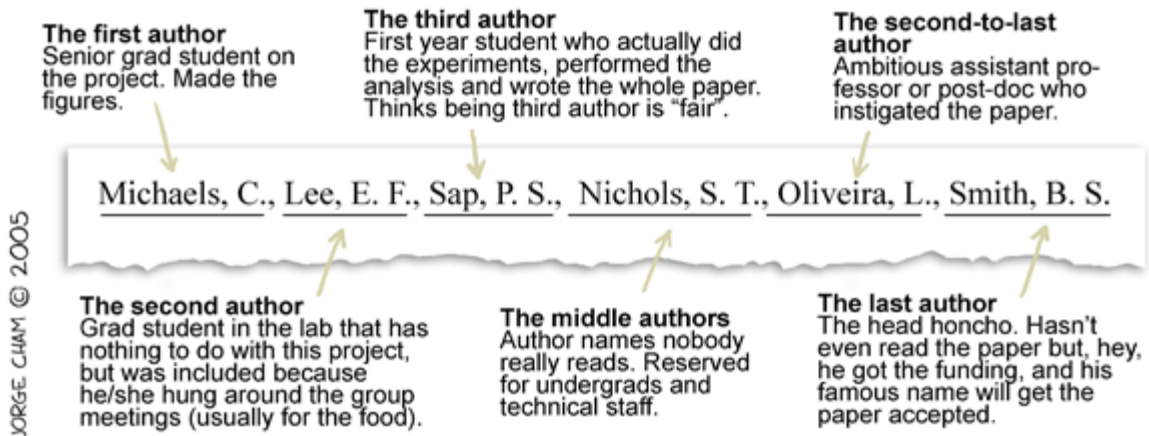 The first author
Senior grad student on
the project. Made the
figures.
The third author
First year student who actually did
the experiments, performed the
analysis and wrote the whole paper.
Thinks being third author is “fair”.
The second-to-last
author
Ambitious assistant pro-
fessor or post-doc who
instigated the paper.
Michaels, C., Lee, E. F., Sap, P. S., Nichols, S. T., Oliveira, L., Smith, B. S.
The second author
Grad student in the lab that has
nothing to do with this project,
but was included because
he/she hung around the group
meetings (usually for the food).
The middle authors
Author names nobody
really reads. Reserved
for undergrads and
technical staff.
The last author
The head honcho. Hasn’t
even read the paper but, hey,
he got the funding, and his
famous name will get the
paper accepted.
JORGE CHAM © 2005